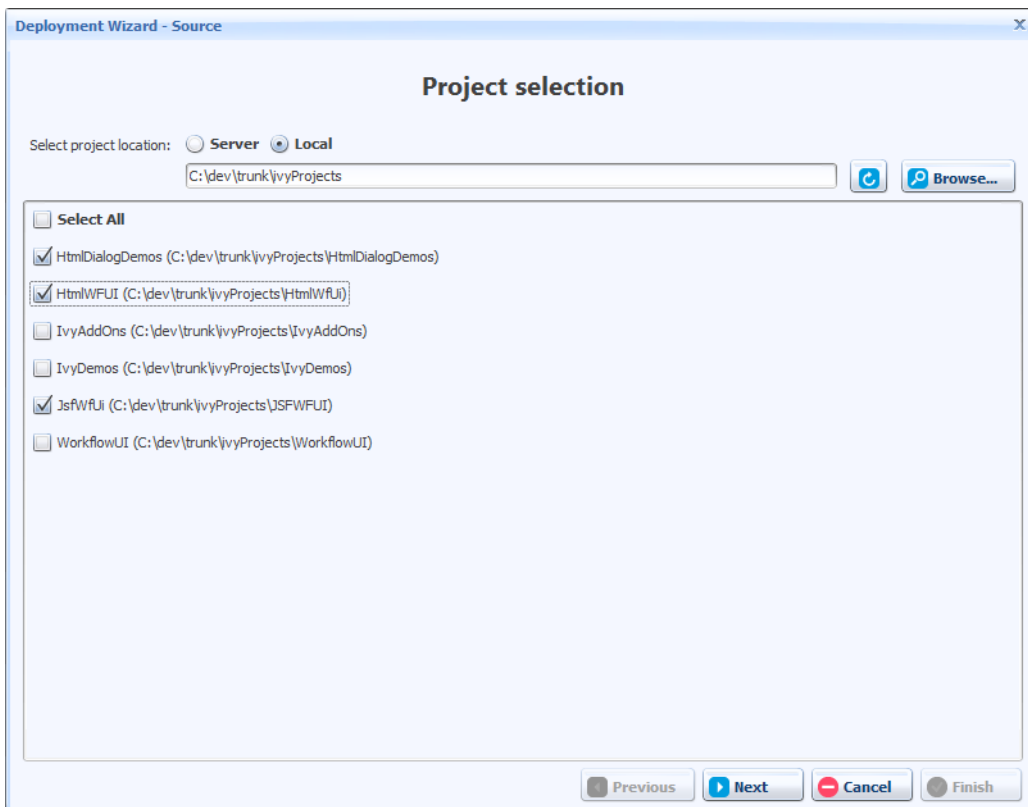 Deployment Wizard - Source
Project selection
Select project location: Server Local
C:\dev\trunk\ivyProjects Browse...
Select All
HtmlDialogDemos (C:\dev\trunk\ivyProjects\HtmlDialogDemos)
HtmlWFUI (C:\dev\trunk\ivyProjects\HtmlWfUi)
IvyAddOns (C:\dev\trunk\ivyProjects\IvyAddOns)
IvyDemos (C:\dev\trunk\ivyProjects\IvyDemos)
JsfWfUi (C:\dev\trunk\ivyProjects\JSFWFUI)
WorkflowUI (C:\dev\trunk\ivyProjects\WorkflowUI)
Previous Next Cancel Finish